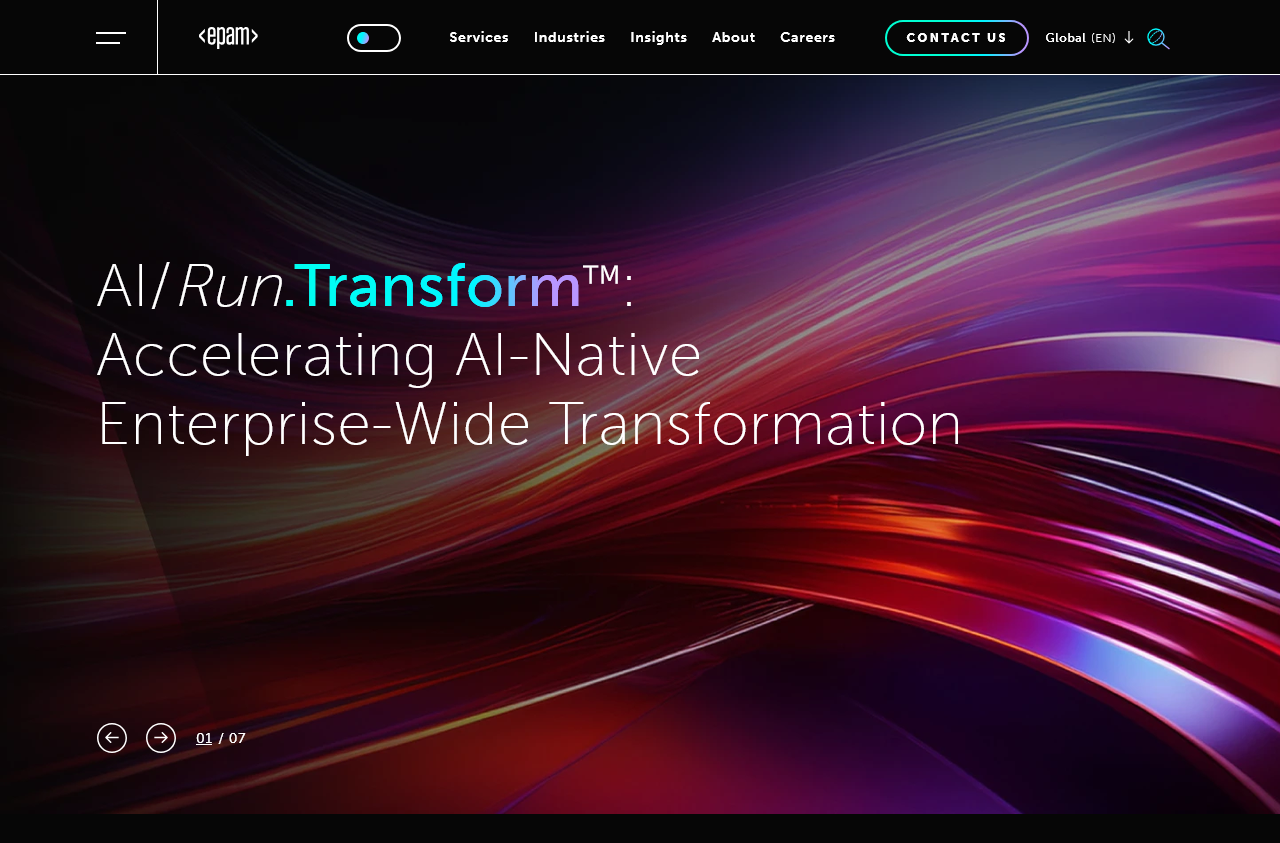 <epam>
Services Industries Insights About Careers
CONTACT US
Global (EN)
AI/Run.Transform™:
Accelerating AI-Native
Enterprise-Wide Transformation
01 / 07